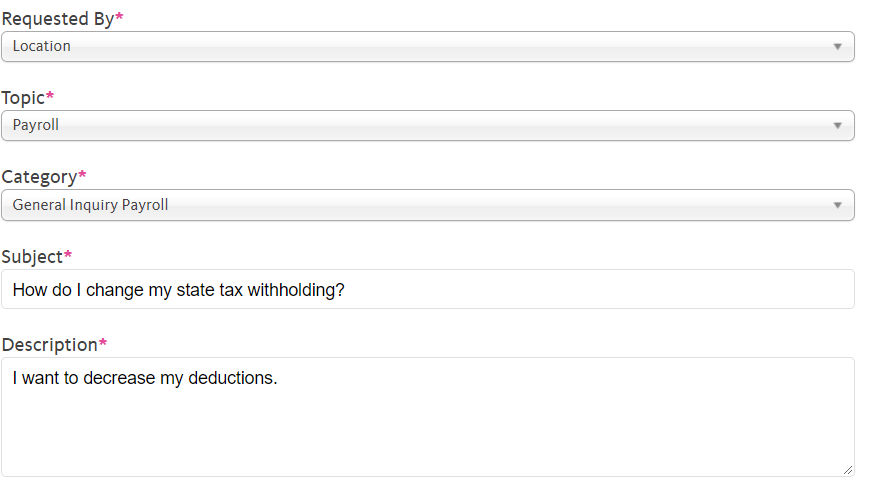 Requested By*
Location
Topic*
Payroll
Category*
General Inquiry Payroll
Subject*
How do I change my state tax withholding?
Description*
I want to decrease my deductions.